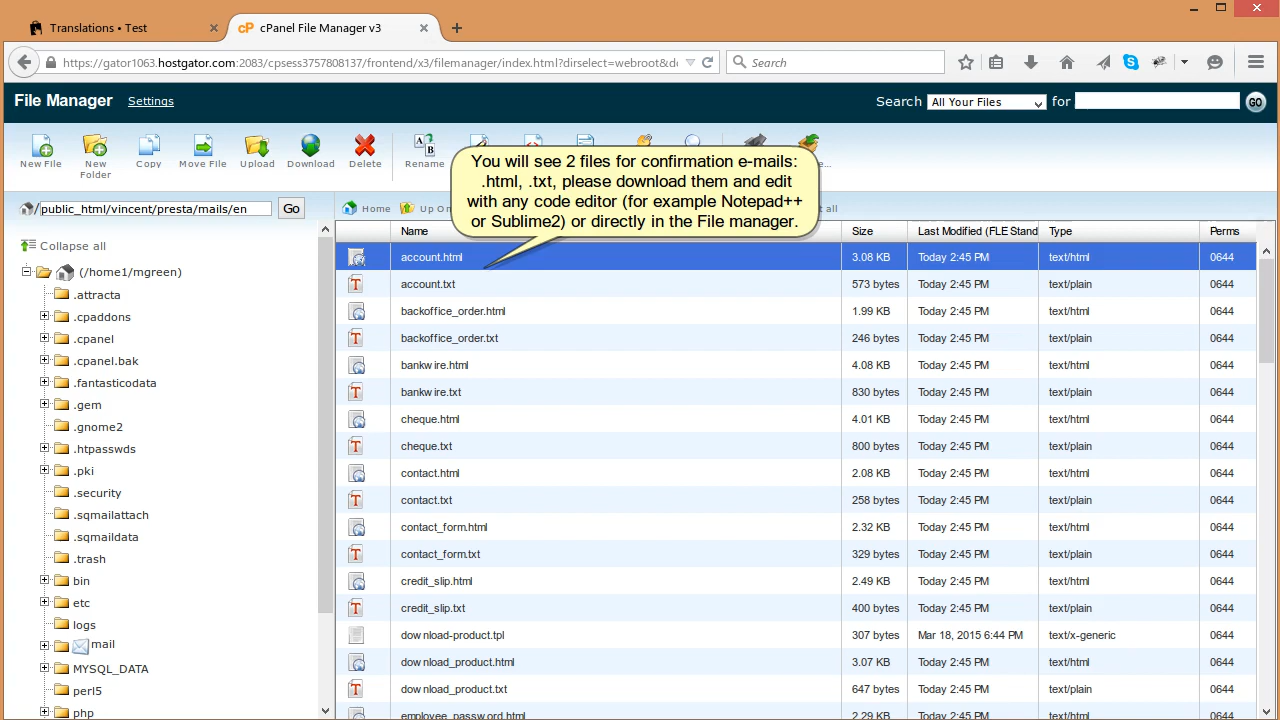 Translations • Test
cP cPanel File Manager v3
https://gator1063.hostgator.com:2083/cpsess3757808137/frontend/x3/filemanager/index.html?dirselect=webroot&d
Search
File Manager Settings
Search All Your Files for GO
New File New Folder Copy Move File Upload Download Delete Rename
You will see 2 files for confirmation e-mails:
.html, .txt, please download them and edit
with any code editor (for example Notepad++
or Sublime2) or directly in the File manager.
/public_html/vincent/presta/mails/en Go
Home Up On all
Collapse all
(/home1/mgreen)
.attracta
.cpaddons
.cpanel
.cpanel.bak
.fantasticodata
.gem
.gnome2
.htpasswds
.pki
.security
.sqmailattach
.sqmaildata
.trash
bin
etc
logs
mail
MYSQL_DATA
perl5
php
Name Size Last Modified (FLE Stand Type Perms
account.html 3.08 KB Today 2:45 PM text/html 0644
account.txt 573 bytes Today 2:45 PM text/plain 0644
backoffice_order.html 1.99 KB Today 2:45 PM text/html 0644
backoffice_order.txt 246 bytes Today 2:45 PM text/plain 0644
bankwire.html 4.08 KB Today 2:45 PM text/html 0644
bankwire.txt 830 bytes Today 2:45 PM text/plain 0644
cheque.html 4.01 KB Today 2:45 PM text/html 0644
cheque.txt 800 bytes Today 2:45 PM text/plain 0644
contact.html 2.08 KB Today 2:45 PM text/html 0644
contact.txt 258 bytes Today 2:45 PM text/plain 0644
contact_form.html 2.32 KB Today 2:45 PM text/html 0644
contact_form.txt 329 bytes Today 2:45 PM text/plain 0644
credit_slip.html 2.49 KB Today 2:45 PM text/html 0644
credit_slip.txt 400 bytes Today 2:45 PM text/plain 0644
download-product.tpl 307 bytes Mar 18, 2015 6:44 PM text/x-generic 0644
download_product.html 3.07 KB Today 2:45 PM text/html 0644
download_product.txt 647 bytes Today 2:45 PM text/plain 0644
employee_password.html 2.29 KB Today 2:45 PM text/html 0644